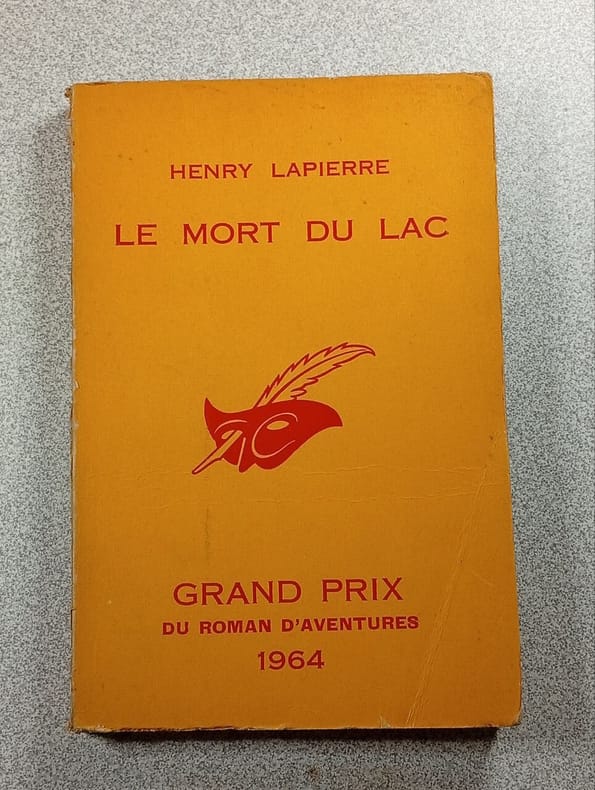 HENRY LAPIERRE
LE MORT DU LAC
GRAND PRIX
DU ROMAN D'AVENTURES
1964